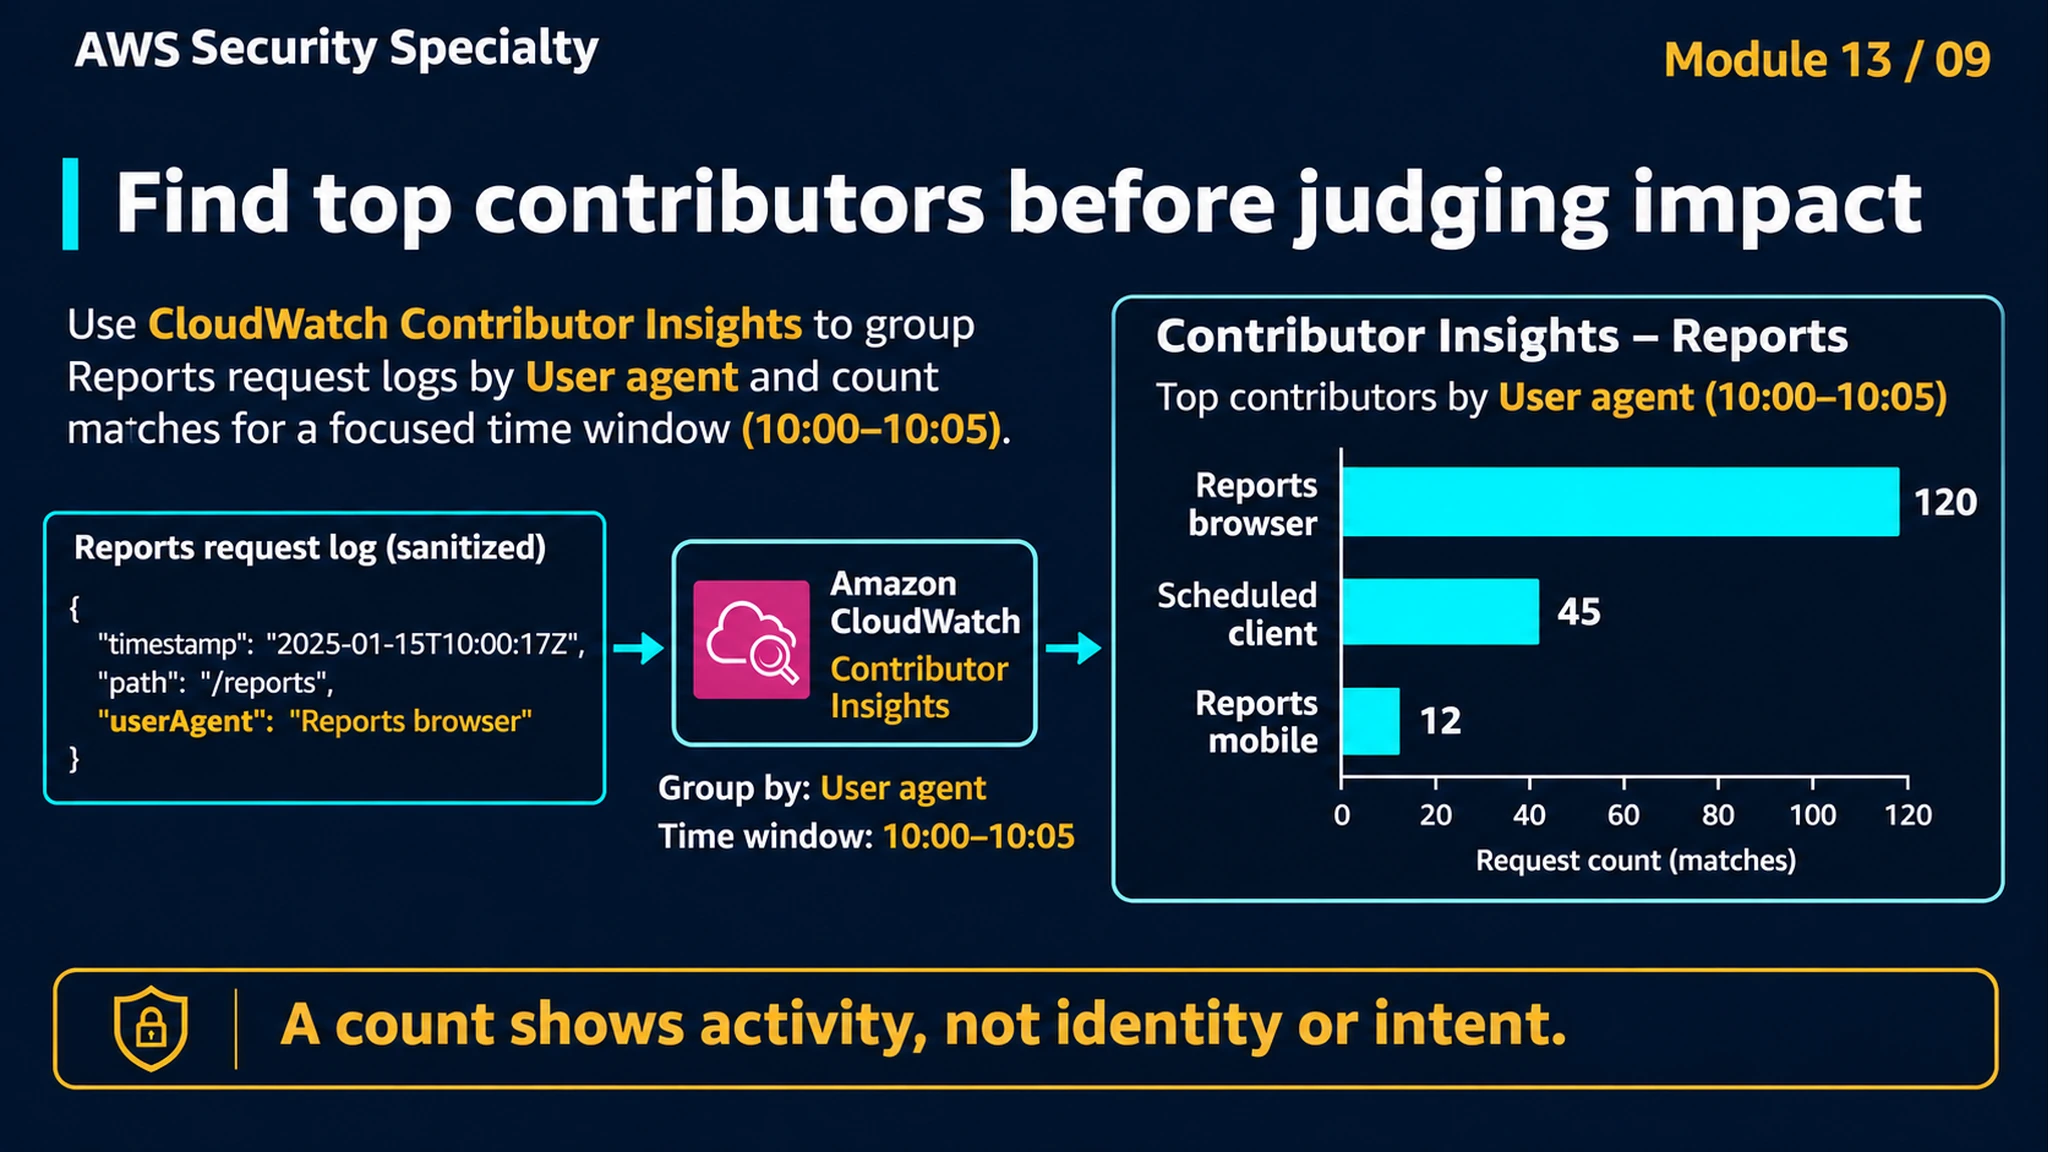 AWS Security Specialty
Module 13 / 09
Find top contributors before judging impact
Use CloudWatch Contributor Insights to group
Reports request logs by User agent and count
matches for a focused time window (10:00–10:05).
Reports request log (sanitized)
{
"timestamp": "2025-01-15T10:00:17Z",
"path": "/reports",
"userAgent": "Reports browser"
}
Amazon
CloudWatch
Contributor
Insights
Group by: User agent
Time window: 10:00–10:05
Contributor Insights – Reports
Top contributors by User agent (10:00–10:05)
Reports
browser
120
Scheduled
client
45
Reports
mobile
12
0 20 40 60 80 100 120
Request count (matches)
A count shows activity, not identity or intent.